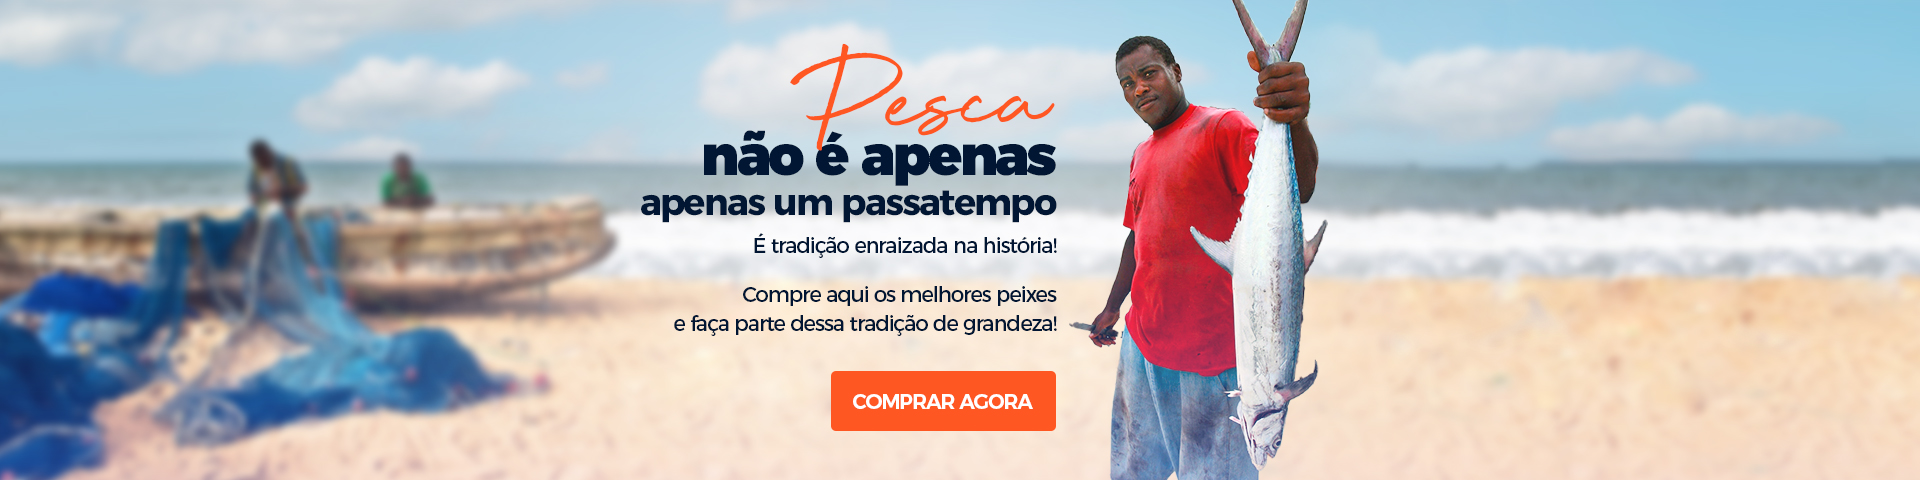 Pesca
não é apenas
apenas um passatempo
É tradição enraizada na história!
Compre aqui os melhores peixes
e faça parte dessa tradição de grandeza!
COMPRAR AGORA